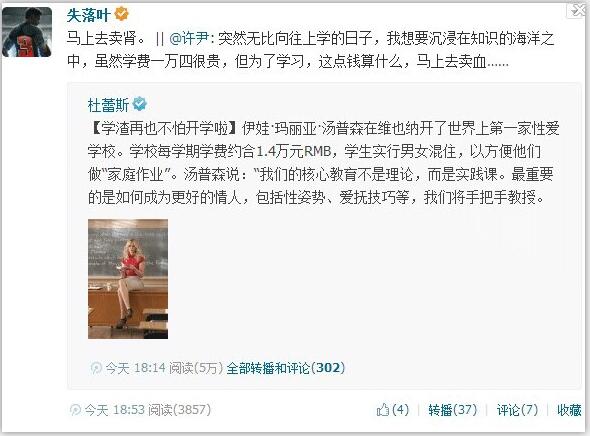 失落叶
马上去卖肾。 || @许尹: 突然无比向往上学的日子，我想要沉浸在知识的海洋之
中，虽然学费一万四很贵，但为了学习，这点钱算什么，马上去卖血......
杜蕾斯
【学渣再也不怕开学啦】伊娃·玛丽亚·汤普森在维也纳开了世界上第一家性爱
学校。学校每学期学费约合1.4万元RMB，学生实行男女混住，以方便他们
做“家庭作业”。汤普森说：“我们的核心教育不是理论，而是实践课。最重要
的是如何成为更好的情人，包括性姿势、爱抚技巧等，我们将手把手教授。
今天 18:14 阅读(5万) 全部转播和评论(302)
今天 18:53 阅读(3857) (4) | 转播(37) | 评论(7) | 收藏